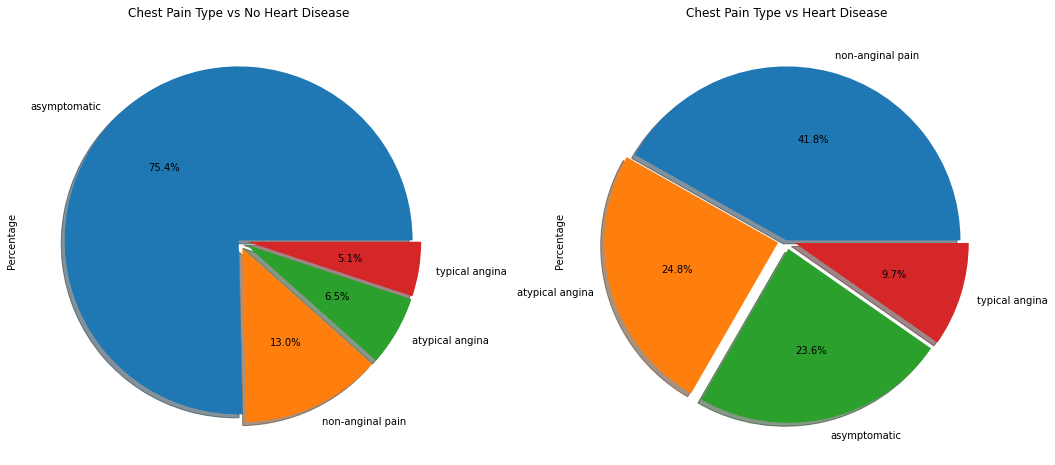 Chest Pain Type vs No Heart Disease
asymptomatic
75.4%
Percentage
5.1%
typical angina
6.5%
atypical angina
13.0%
non-anginal pain
Chest Pain Type vs Heart Disease
non-anginal pain
41.8%
Percentage
24.8%
atypical angina
9.7%
typical angina
23.6%
asymptomatic